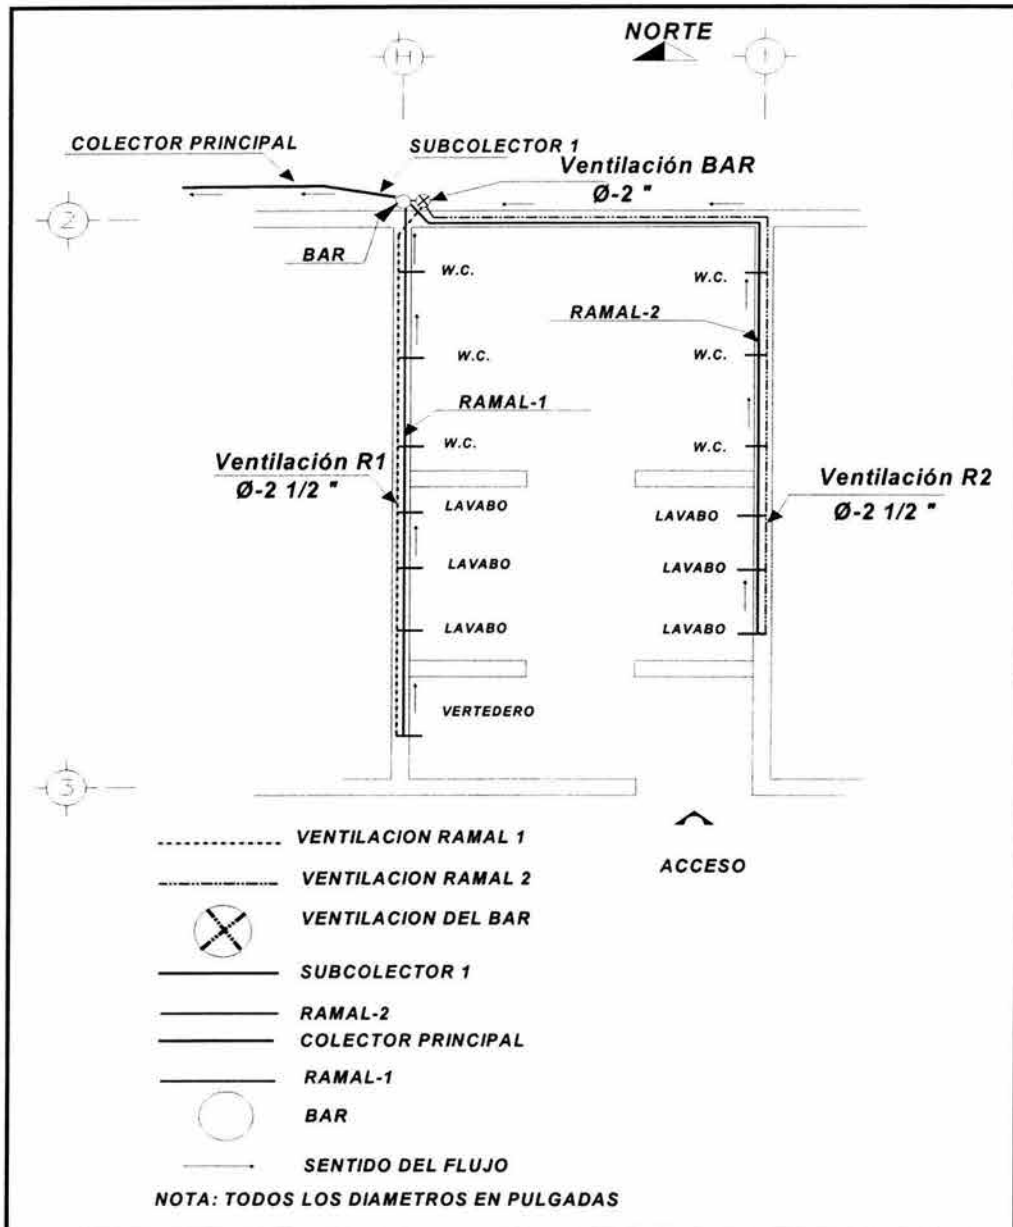 NORTE
H
I
COLECTOR PRINCIPAL
SUBCOLECTOR 1
Ventilación BAR
Ø-2 "
2
BAR
W.C.
W.C.
RAMAL-2
W.C.
W.C.
RAMAL-1
W.C.
W.C.
Ventilación R1
Ø-2 1/2 "
Ventilación R2
Ø-2 1/2 "
LAVABO
LAVABO
LAVABO
LAVABO
LAVABO
LAVABO
VERTEDERO
3
ACCESO
VENTILACION RAMAL 1
VENTILACION RAMAL 2
VENTILACION DEL BAR
SUBCOLECTOR 1
RAMAL-2
COLECTOR PRINCIPAL
RAMAL-1
BAR
SENTIDO DEL FLUJO
NOTA: TODOS LOS DIAMETROS EN PULGADAS